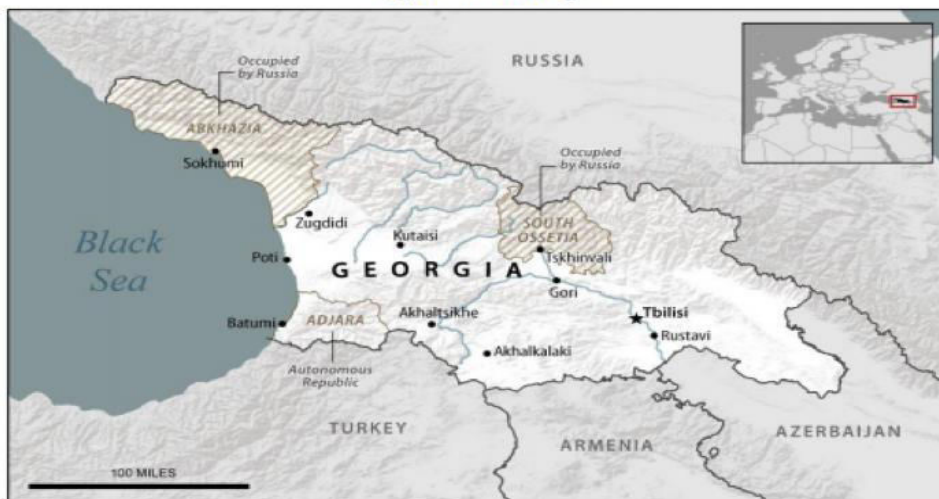 RUSSIA
Occupied
by Russia
ABKHAZIA
Sokhumi
Occupied
by Russia
Zugdidi
SOUTH
OSSETIA
Kutaisi
Tskhinvali
Black
Sea
Poti
GEORGIA
Gori
Batumi
ADJARA
Akhaltsikhe
Tbilisi
Rustavi
Akhalkalaki
Autonomous
Republic
TURKEY
ARMENIA
AZERBAIJAN
100 MILES